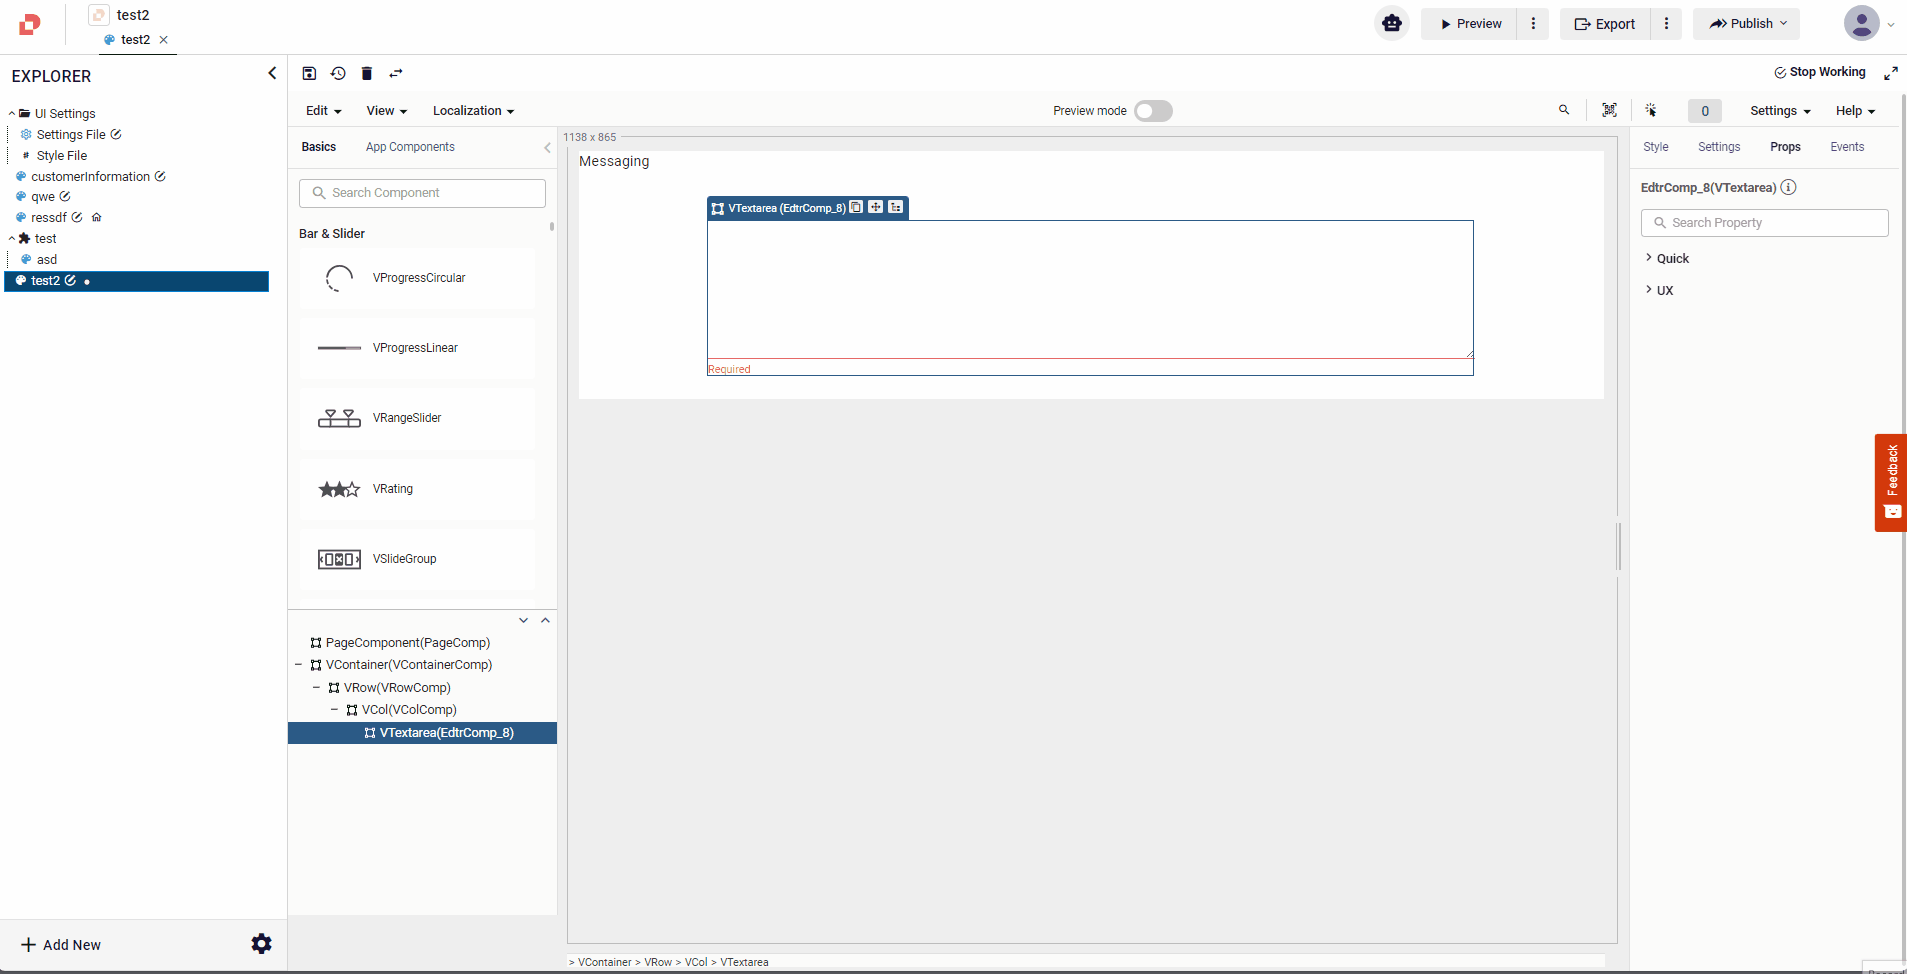 test2
test2
Preview
Export
Publish
EXPLORER
UI Settings
Settings File
# Style File
customerInformation
qwe
ressdf
test
asd
test2
Add New
Stop Working
Edit
View
Localization
Preview mode
0
Settings
Help
Basics
App Components
Search Component
Bar & Slider
VProgressCircular
VProgressLinear
VRangeSlider
VRating
VSlideGroup
PageComponent(PageComp)
VContainer(VContainerComp)
VRow(VRowComp)
VCol(VColComp)
VTextarea(EdtrComp_8)
1138 x 865
Messaging
VTextarea (EdtrComp_8)
Required
> VContainer > VRow > VCol > VTextarea
Style
Settings
Props
Events
EdtrComp_8(VTextarea)
Search Property
Quick
UX
Feedback